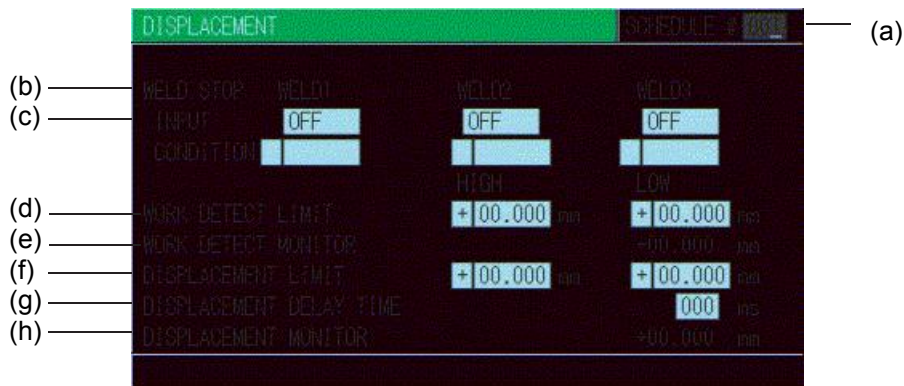 DISPLACEMENT SCHEDULE #
(a)
(b) WELD STOP WELD1 WELD2 WELD3
(c) INPUT OFF OFF OFF
CONDITION
HIGH LOW
(d) WORK DETECT LIMIT + 00.000 mm + 00.000 mm
(e) WORK DETECT MONITOR +00.000 mm
(f) DISPLACEMENT LIMIT + 00.000 mm + 00.000 mm
(g) DISPLACEMENT DELAY TIME 000 ms
(h) DISPLACEMENT MONITOR +00.000 mm